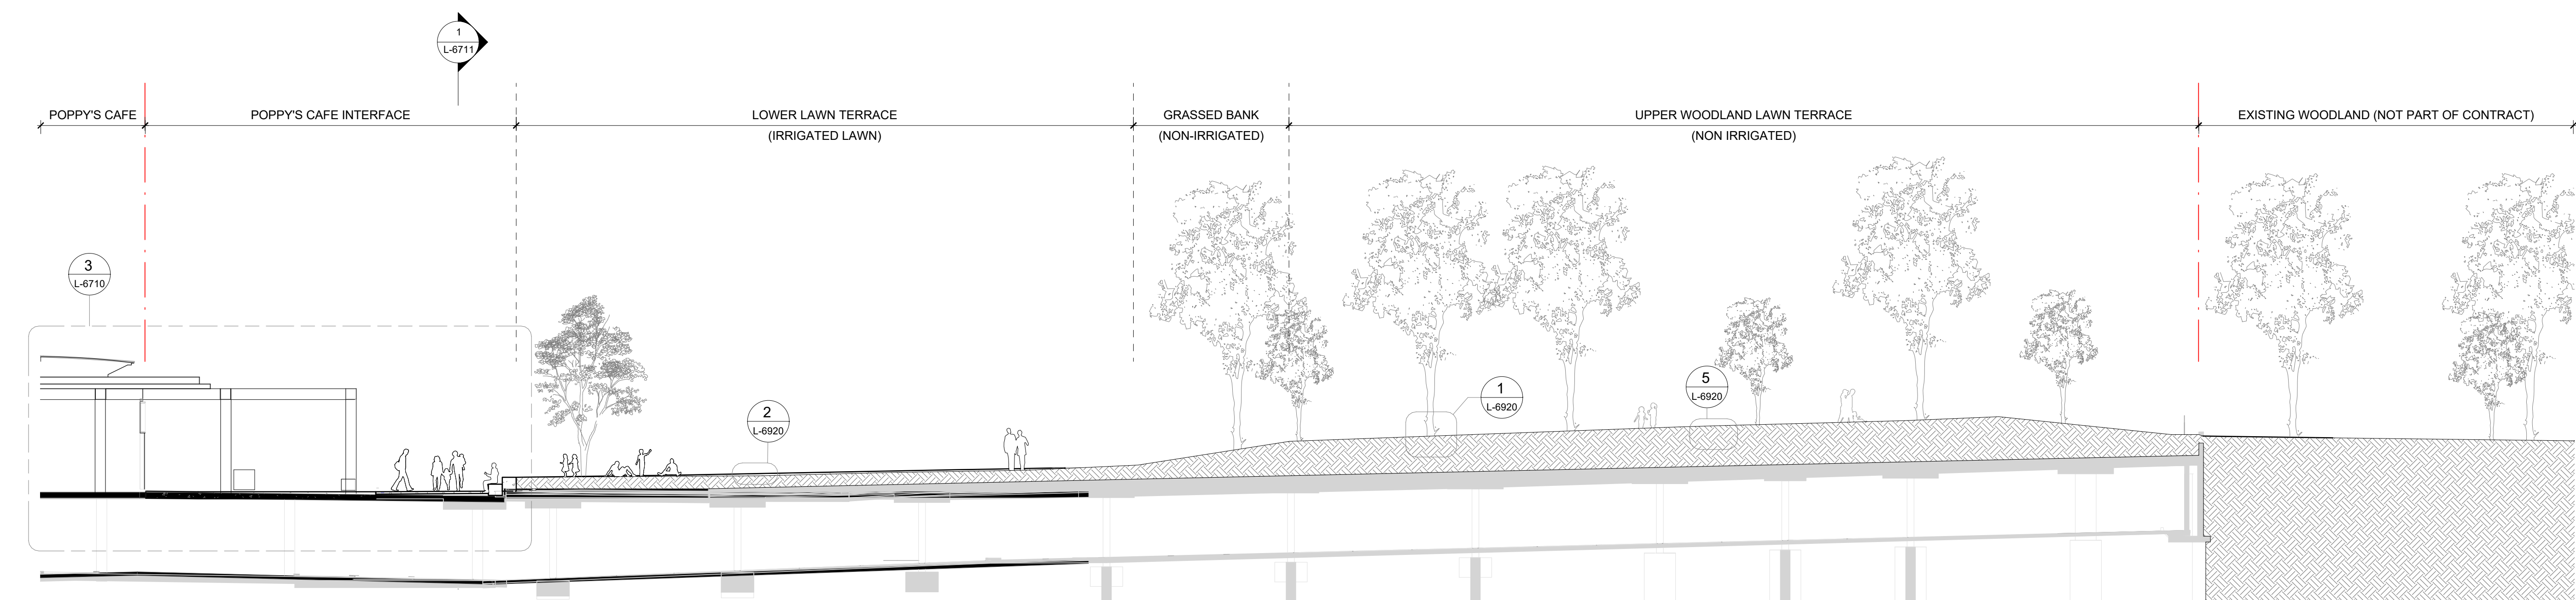 1
L-6711
POPPY'S CAFE
POPPY'S CAFE INTERFACE
LOWER LAWN TERRACE
(IRRIGATED LAWN)
GRASSED BANK
(NON-IRRIGATED)
UPPER WOODLAND LAWN TERRACE
(NON IRRIGATED)
EXISTING WOODLAND (NOT PART OF CONTRACT)
3
L-6710
2
L-6920
1
L-6920
5
L-6920